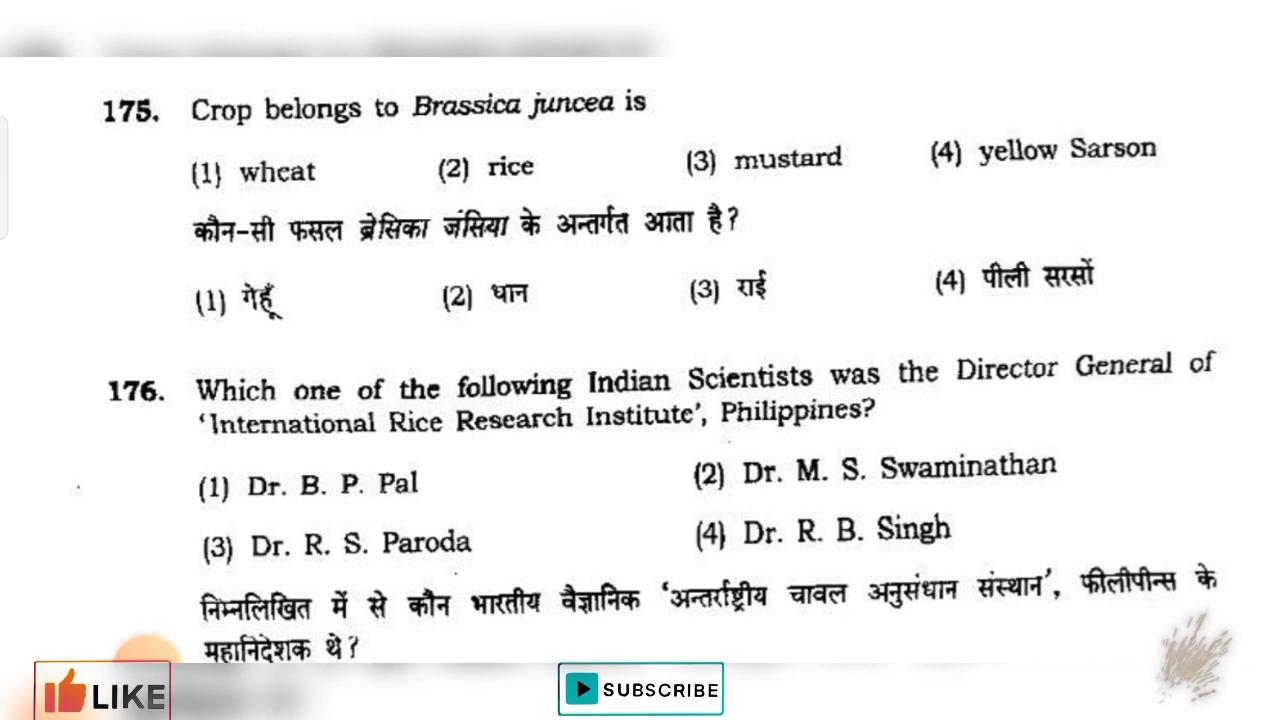 175. Crop belongs to Brassica juncea is
(1) wheat (2) rice (3) mustard (4) yellow Sarson
कौन-सी फसल ब्रेसिका जंसिया के अन्तर्गत आता है?
(1) गेहूँ (2) धान (3) राई (4) पीली सरसों
176. Which one of the following Indian Scientists was the Director General of
‘International Rice Research Institute’, Philippines?
(1) Dr. B. P. Pal (2) Dr. M. S. Swaminathan
(3) Dr. R. S. Paroda (4) Dr. R. B. Singh
निम्नलिखित में से कौन भारतीय वैज्ञानिक ‘अन्तर्राष्ट्रीय चावल अनुसंधान संस्थान’, फीलीपीन्स के
महानिदेशक थे?
LIKE
SUBSCRIBE